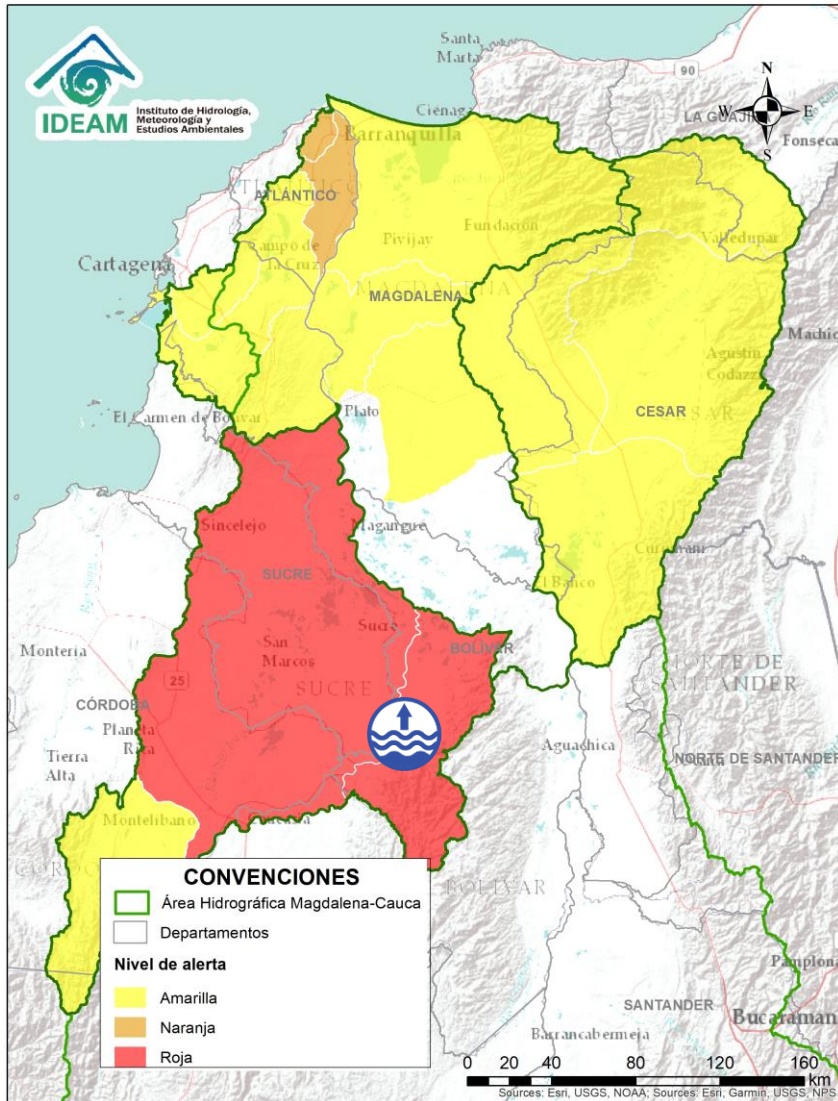 IDEAM
Instituto de Hidrología,
Meteorología y
Estudios Ambientales
Santa
Marta
90
N
W
E
S
Ciénaga
LA GUAJIRA
Fonseca
Barranquilla
ATLÁNTICO
Campo de
la Cruz
Pivijay
Fundación
Valledupar
Cartagena
MAGDALENA
Agustín
Codazzi
El Carmen de Bolívar
Plato
CESAR
Sincelejo
Magangue
SUCRE
El Banco
Montería
San
Marcos
Sucre
BOLÍVAR
SUCRE
25
CÓRDOBA
Planeta
Rica
Tierra
Alta
NORTE DE
SANTANDER
Aguachica
NORTE DE SANTANDER
Montelíbano
BOLÍVAR
CONVENCIONES
Área Hidrográfica Magdalena-Cauca
Departamentos
Nivel de alerta
Amarilla
Naranja
Roja
Pamplona
SANTANDER
Bucaraman
Barrancabermeja
0 20 40 80 120 160
km
Sources: Esri, USGS, NOAA; Sources: Esri, Garmin, USGS, NPS